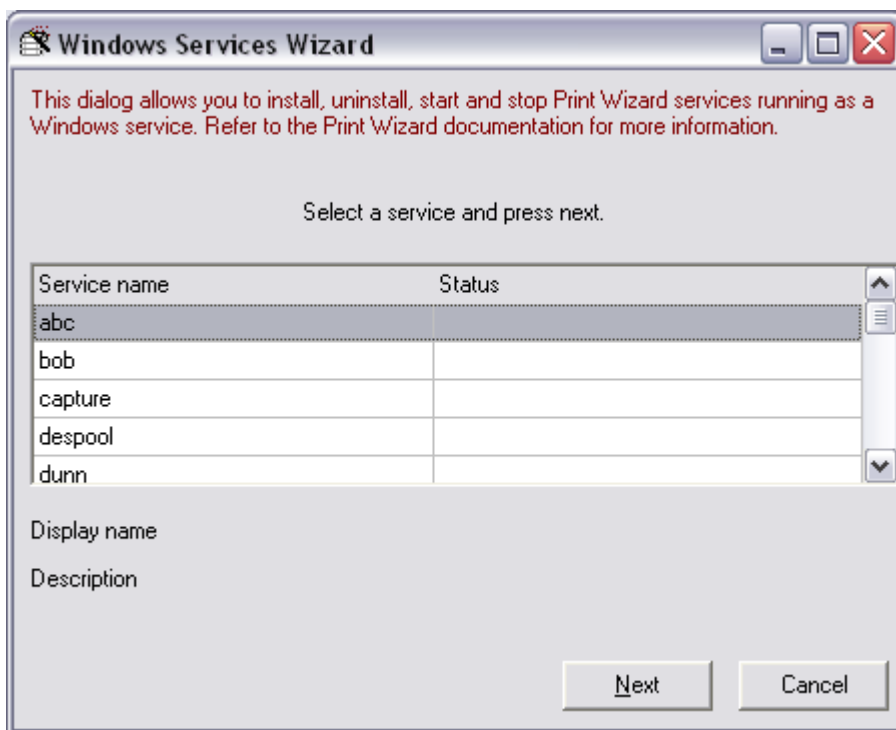 Windows Services Wizard
This dialog allows you to install, uninstall, start and stop Print Wizard services running as a
Windows service. Refer to the Print Wizard documentation for more information.
Select a service and press next.
Service name Status
abc
bob
capture
despool
dunn
Display name
Description
Next Cancel